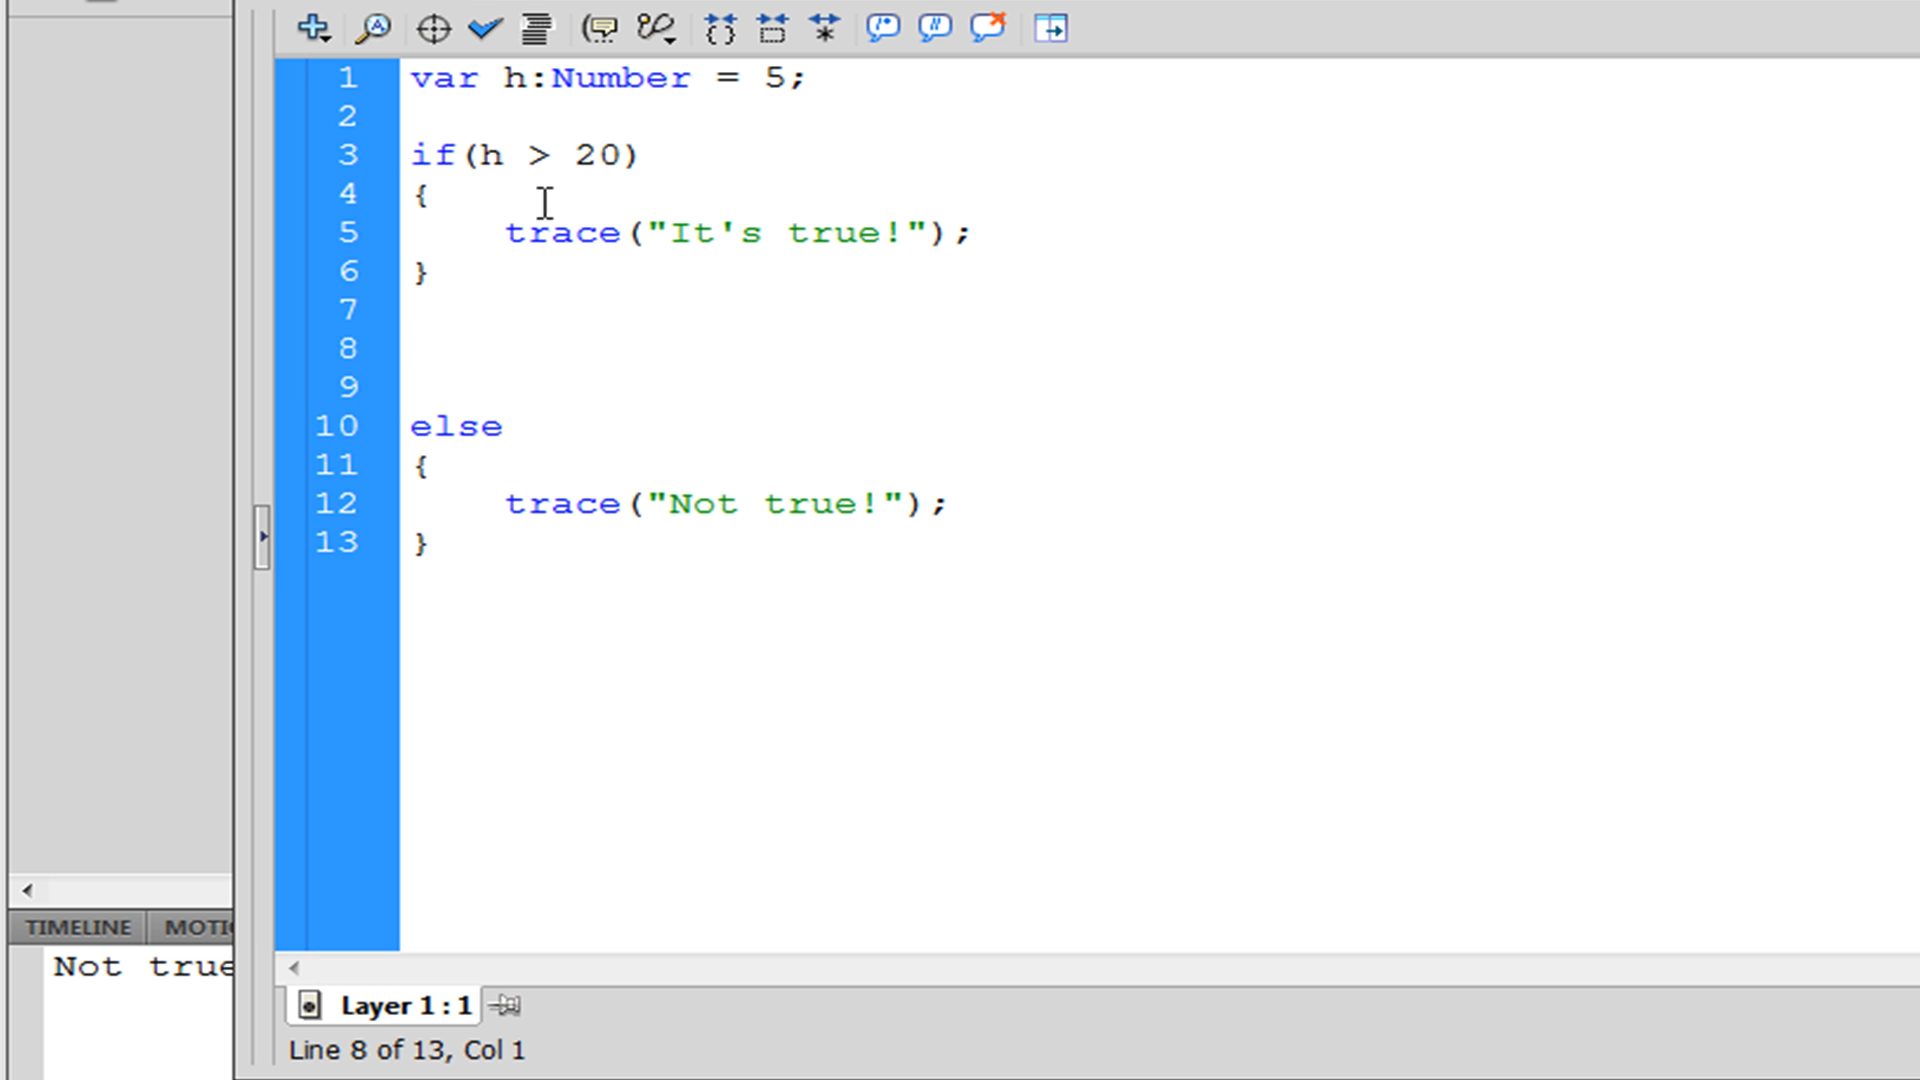 1 var h:Number = 5;
2
3 if(h > 20)
4 {
5 trace("It's true!");
6 }
7
8
9
10 else
11 {
12 trace("Not true!");
13 }
TIMELINE
Not true
Layer 1 : 1
Line 8 of 13, Col 1